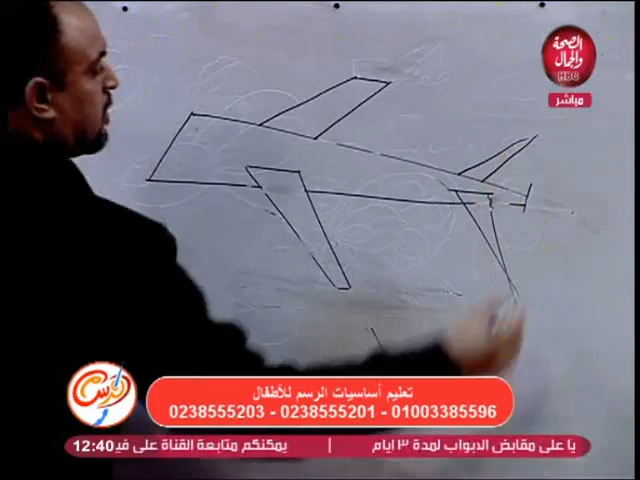 الصحة
والجمال
HBC
مباشر
تعليم أساسيات الرسم للأطفال
0238555203 - 0238555201 - 01003385596
يا على مقابض الابواب لمدة ٣ ايام | يمكنكم متابعة القناة على في
12:40